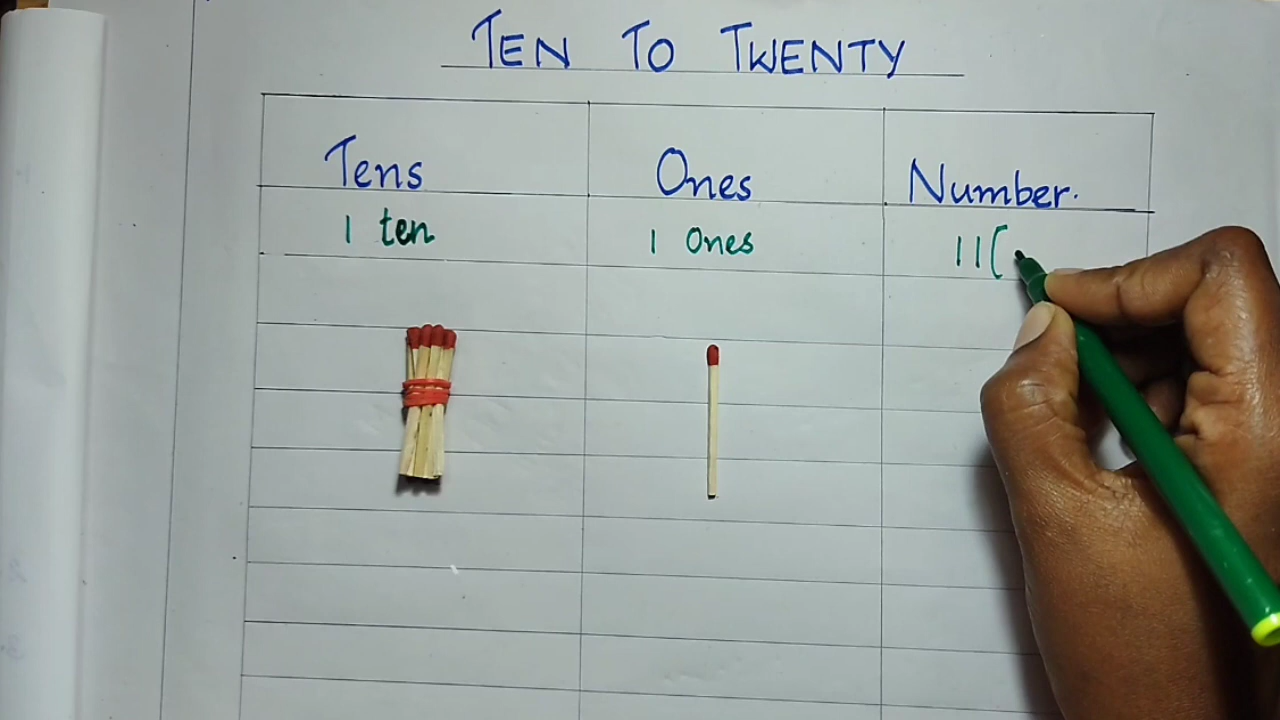 TEN TO TWENTY
Tens Ones Number.
1 ten 1 Ones 11(